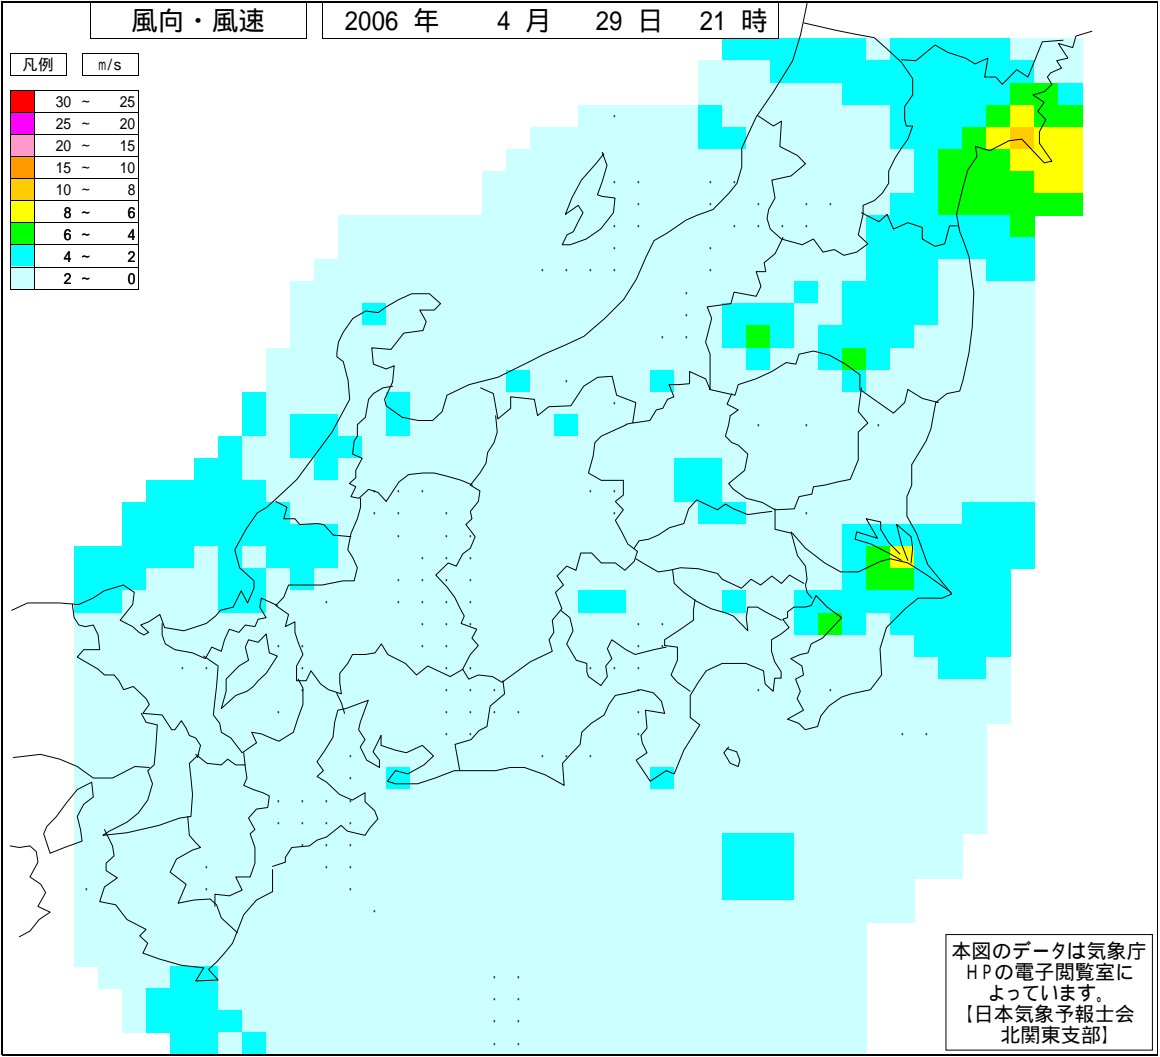 風向・風速
2006 年 4 月 29 日 21 時
凡例 m/s
30 ～ 25
25 ～ 20
20 ～ 15
15 ～ 10
10 ～ 8
8 ～ 6
6 ～ 4
4 ～ 2
2 ～ 0
本図のデータは気象庁
HPの電子閲覧室に
よっています。
【日本気象予報士会
北関東支部】